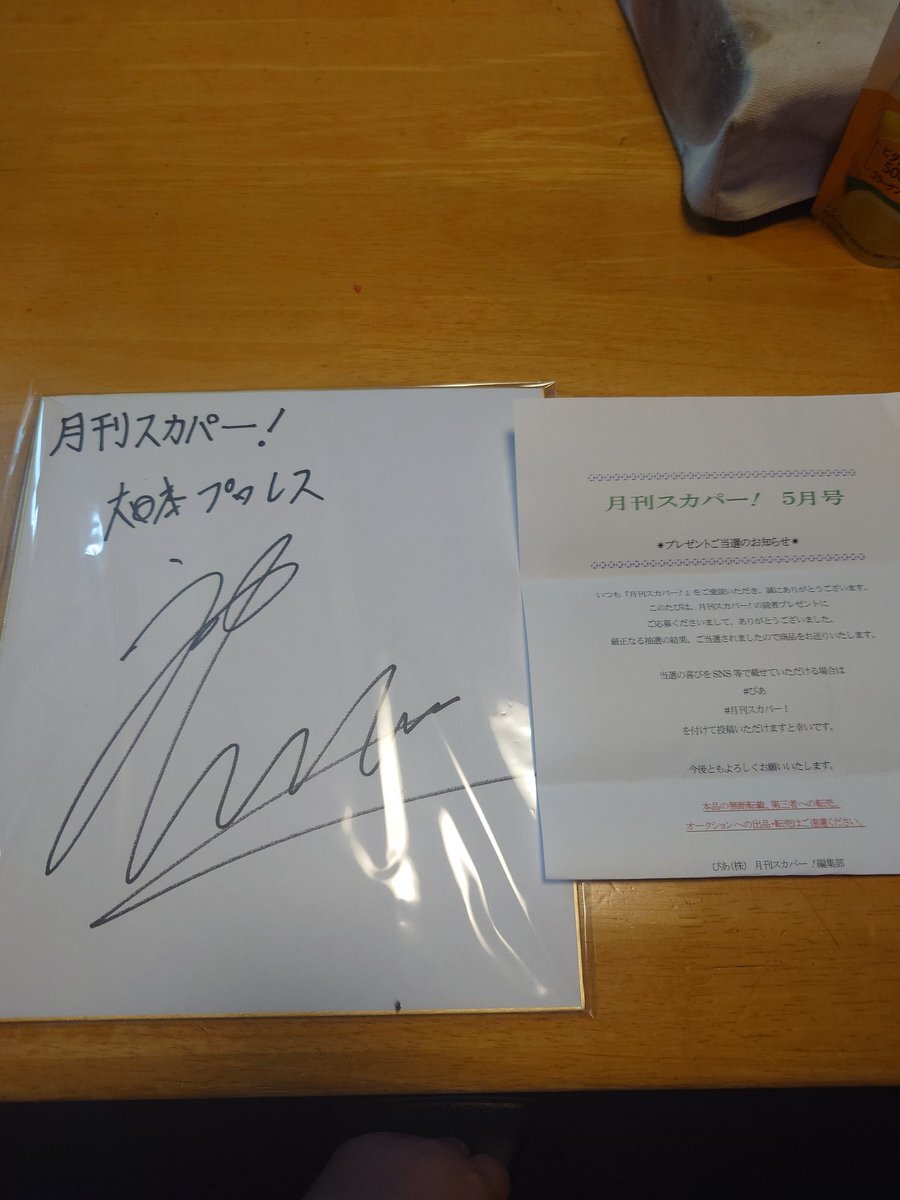 月刊スカパー!
大日本プロレス
月刊スカパー! 5月号
*プレゼントご当選のお知らせ*
いつも『月刊スカパー!』をご愛読いただき、誠にありがとうございます。
このたびは、月刊スカパー!の読者プレゼントに
ご応募くださいまして、ありがとうございました。
厳正なる抽選の結果、ご当選されましたので商品をお送りいたします。
当選の喜びを SNS 等で載せていただける場合は
#ぴあ
#月刊スカパー!
を付けて投稿いただけますと幸いです。
今後ともよろしくお願いいたします。
本品の無断転載、第三者への転売、
オークションへの出品・転売はご遠慮ください。
ぴあ(株) 月刊スカパー!編集部